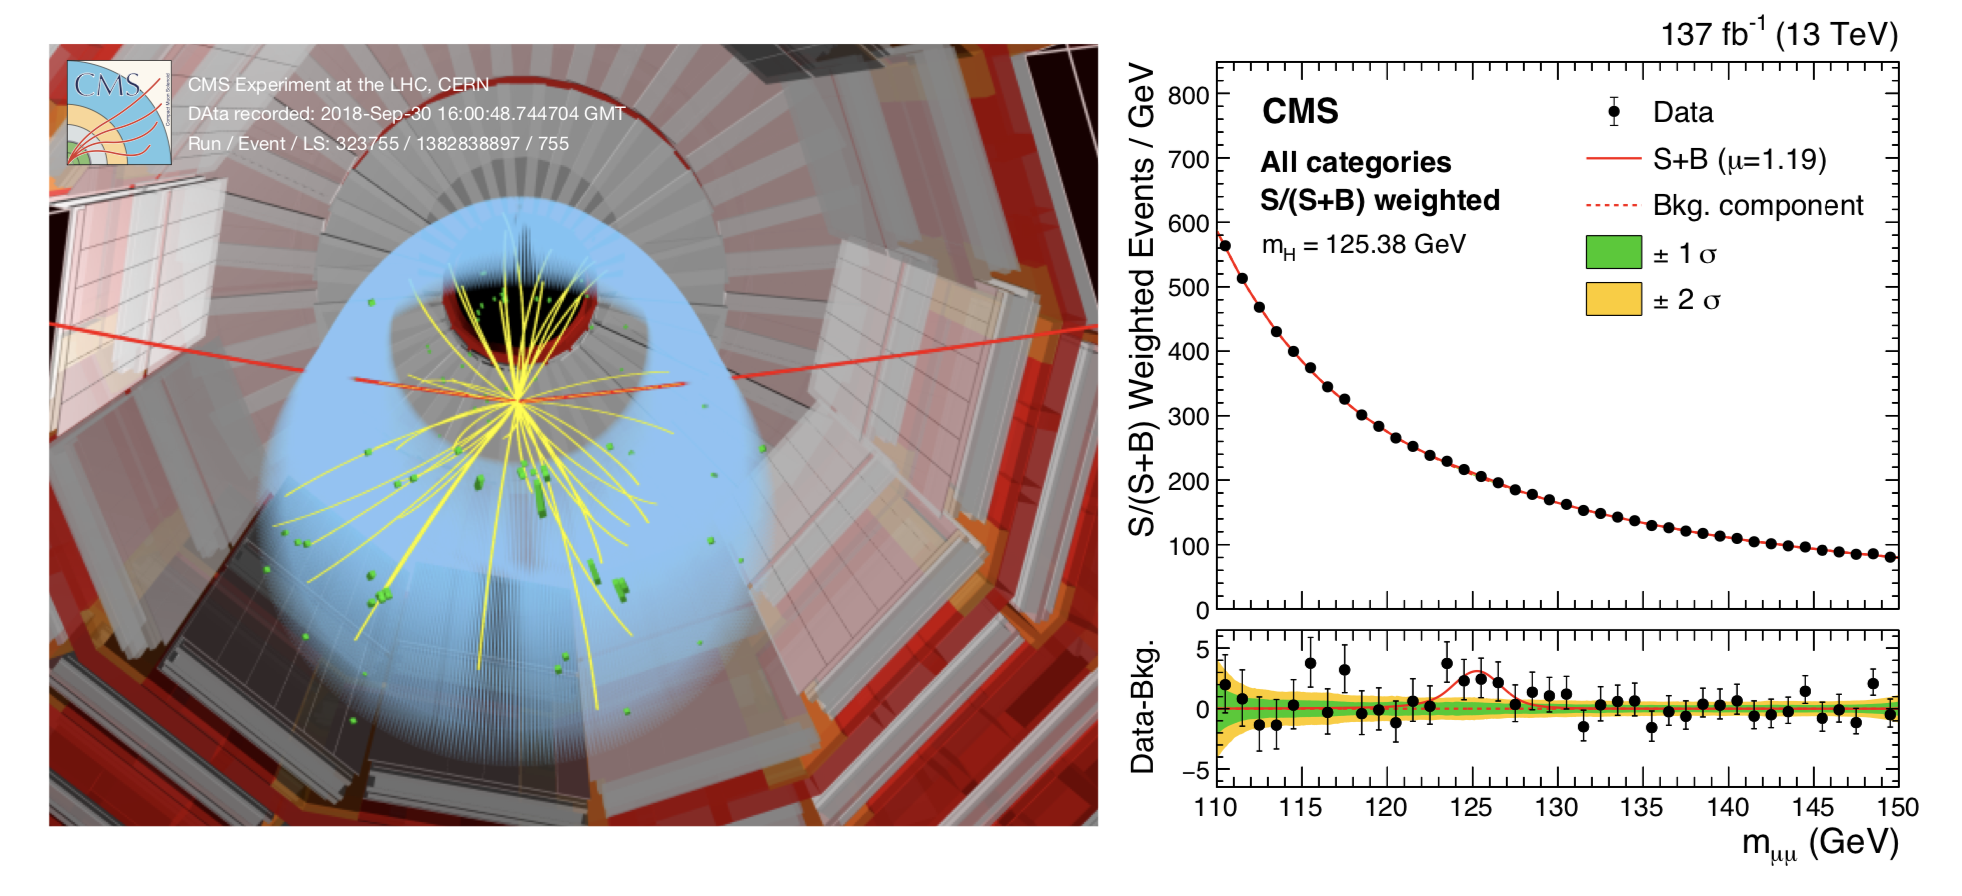 CMS
CMS Experiment at the LHC, CERN
DAta recorded: 2018-Sep-30 16:00:48.744704 GMT
Run / Event / LS: 323755 / 1382838897 / 755
137 fb⁻¹ (13 TeV)
S/(S+B) Weighted Events / GeV
800
700
600
500
400
300
200
100
0
CMS
All categories
S/(S+B) weighted
m_H = 125.38 GeV
Data
S+B (μ=1.19)
Bkg. component
± 1 σ
± 2 σ
Data-Bkg.
5
0
−5
110 115 120 125 130 135 140 145 150
m_μμ (GeV)